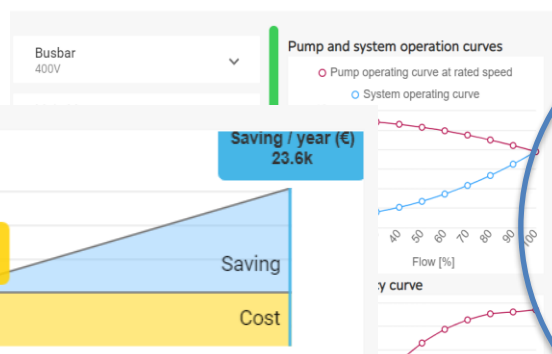 Busbar
400V
Pump and system operation curves
Pump operating curve at rated speed
System operating curve
Saving / year (€)
23.6k
Saving
Cost
40 50 60 70 80 90 100
Flow [%]
curve